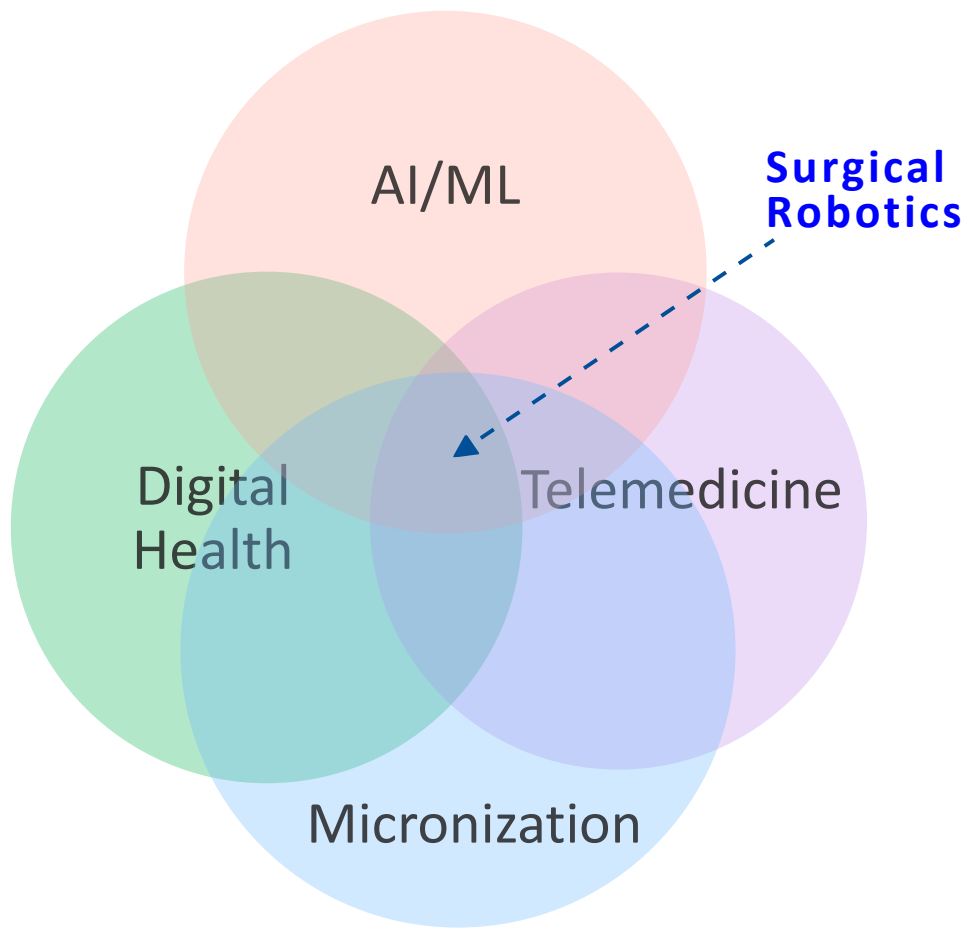 AI/ML
Surgical
Robotics
Digital
Health
Telemedicine
Micronization